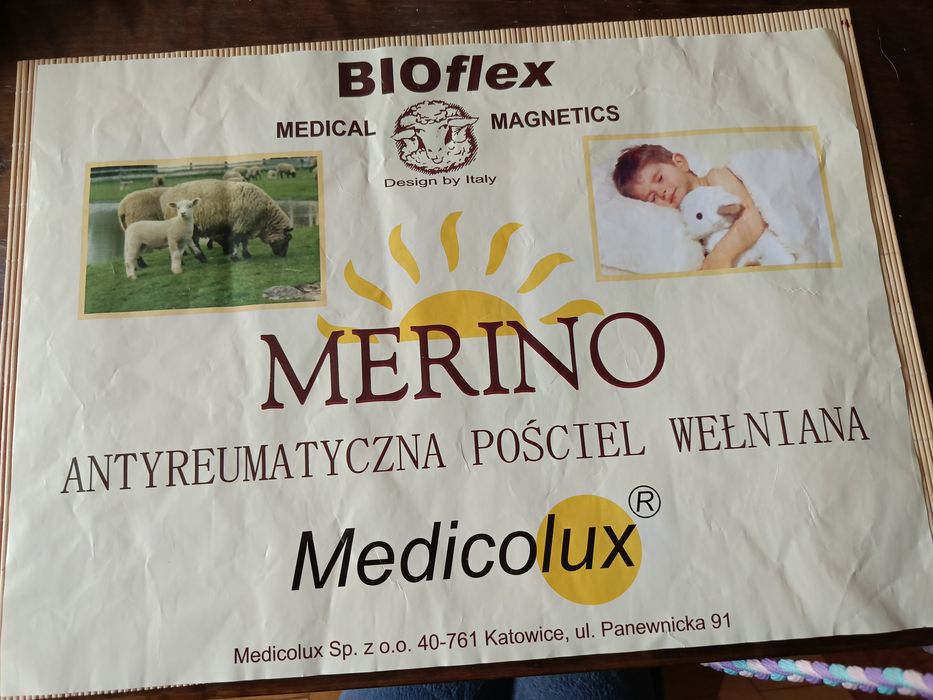 BIOflex
MEDICAL MAGNETICS
Design by Italy
MERINO
ANTYREUMATYCZNA POŚCIEL WEŁNIANA
Medicolux®
Medicolux Sp. z o.o. 40-761 Katowice, ul. Panewnicka 91